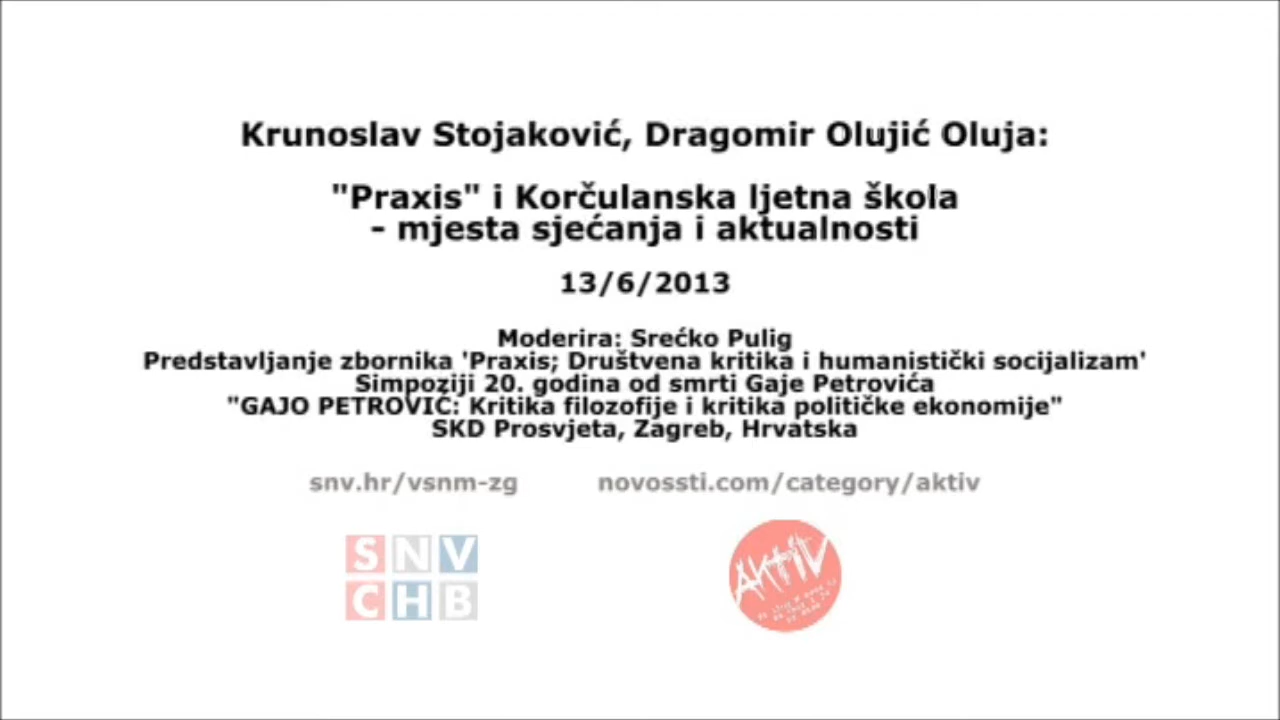 Krunoslav Stojaković, Dragomir Olujić Oluja:
"Praxis" i Korčulanska ljetna škola
- mjesta sjećanja i aktualnosti
13/6/2013
Moderira: Srećko Pulig
Predstavljanje zbornika 'Praxis; Društvena kritika i humanistički socijalizam'
Simpoziji 20. godina od smrti Gaje Petrovića
"GAJO PETROVIĆ: Kritika filozofije i kritika političke ekonomije"
SKD Prosvjeta, Zagreb, Hrvatska
snv.hr/vsnm-zg novossti.com/category/aktiv
SNV
СНВ
AKTIV